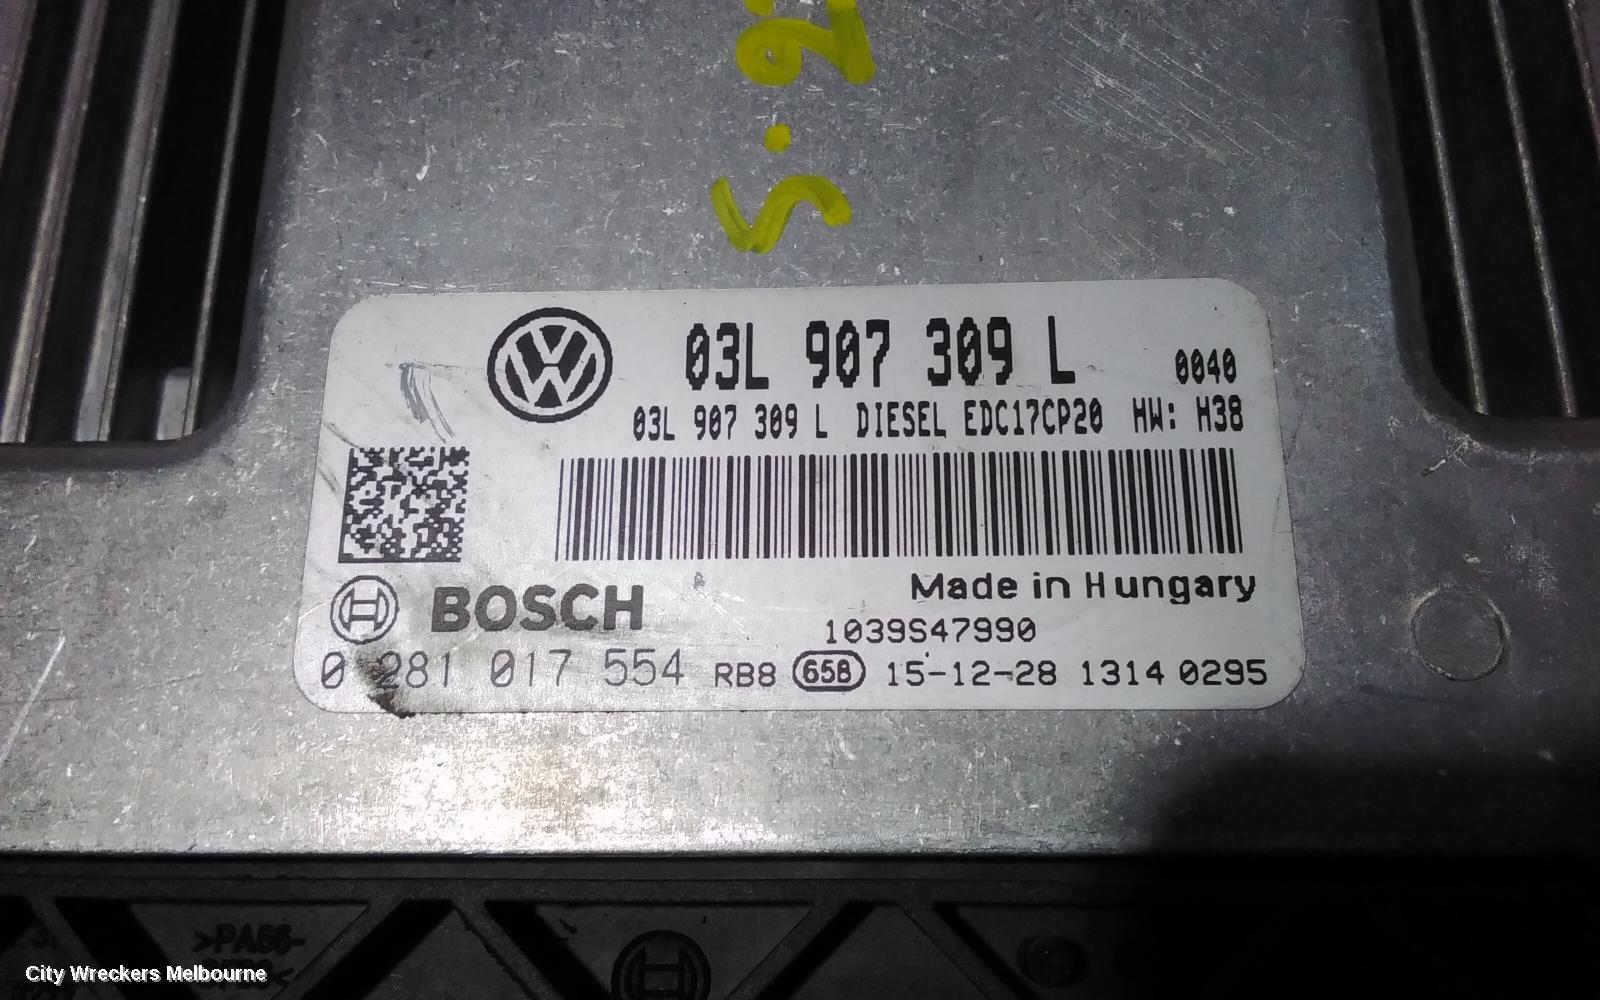 03L 907 309 L 0040
03L 907 309 L DIESEL EDC17CP20 HW: H38
BOSCH
Made in Hungary
1039S47990
0 281 017 554 RB8 658 15-12-28 1314 0295
>PA66-
City Wreckers Melbourne